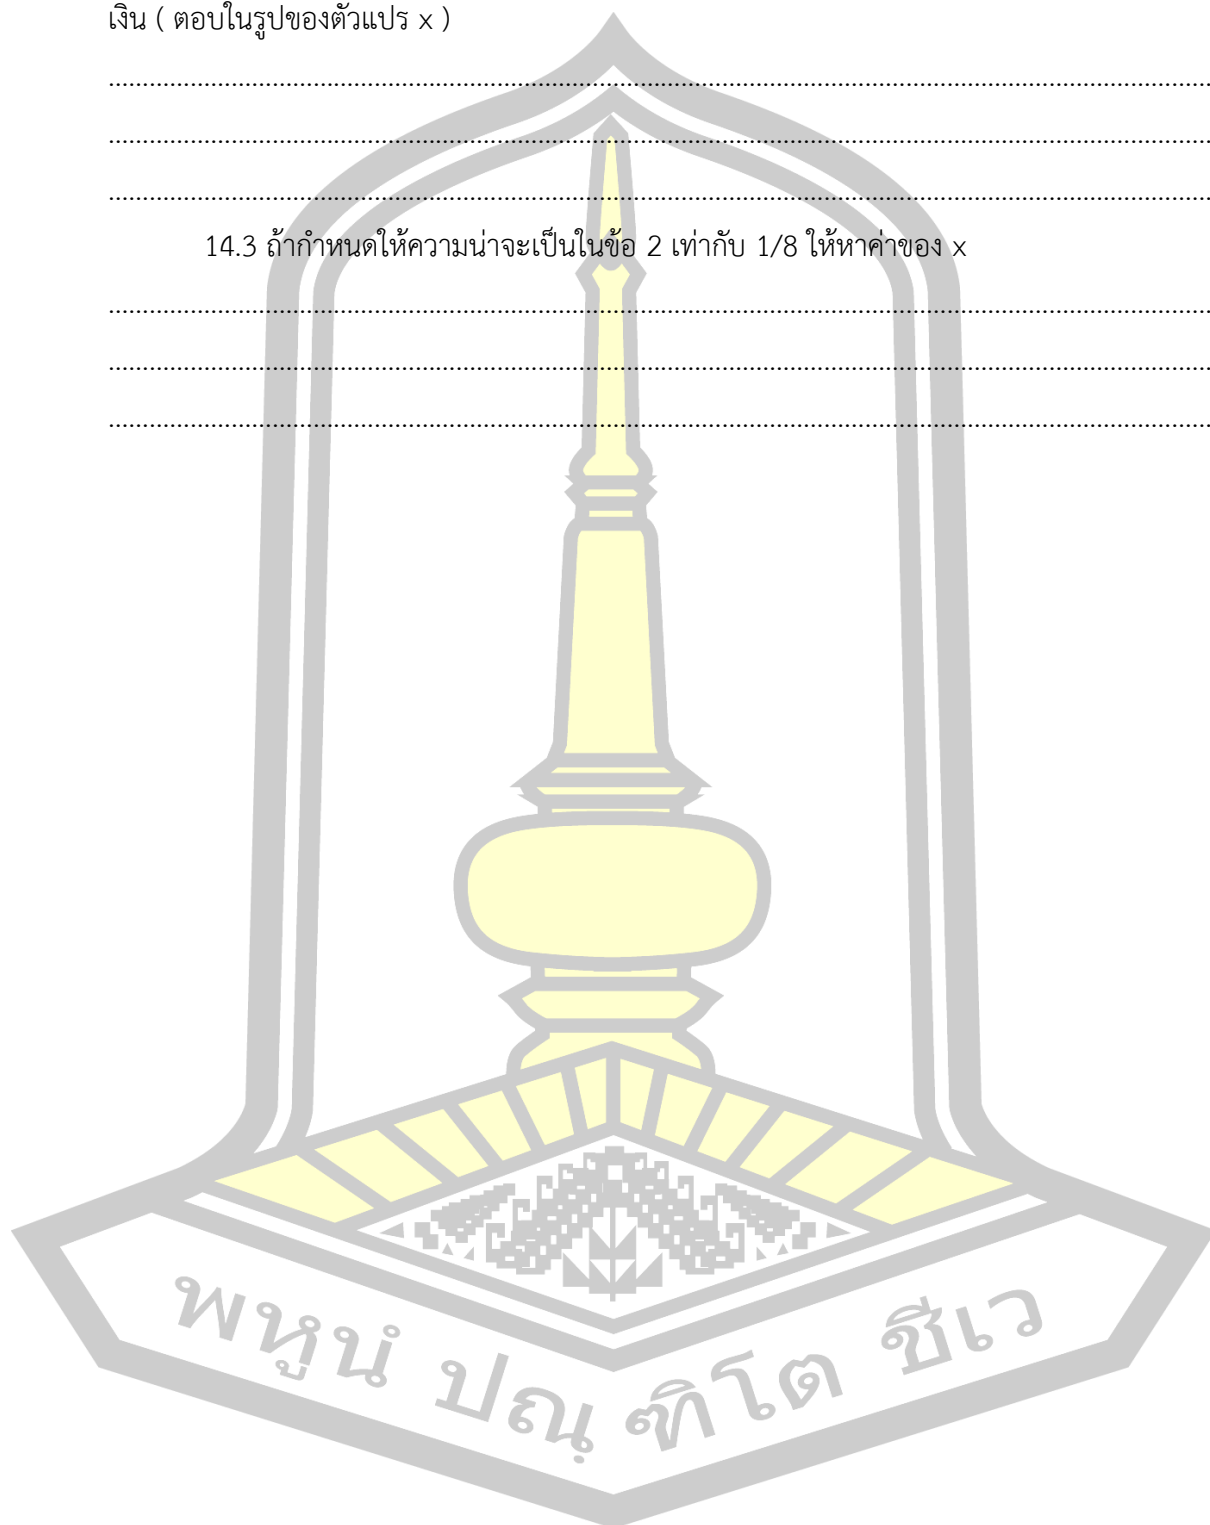 เงิน ( ตอบในรูปของตัวแปร x )
14.3 ถ้ากำหนดให้ความน่าจะเป็นในข้อ 2 เท่ากับ 1/8 ให้หาค่าของ x
พหูนํ ปณฺฑิโต ชีเว